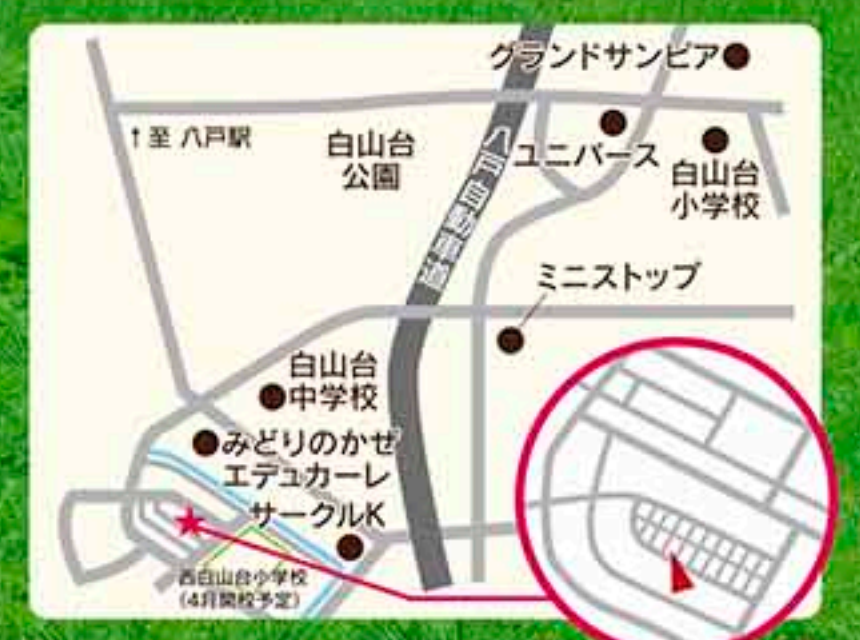 グランドサンピア
↑至 八戸駅
白山台
公園
八戸自動車道
ユニバース
白山台
小学校
ミニストップ
白山台
中学校
みどりのかぜ
エデュカーレ
サークルK
西白山台小学校
(4月開校予定)